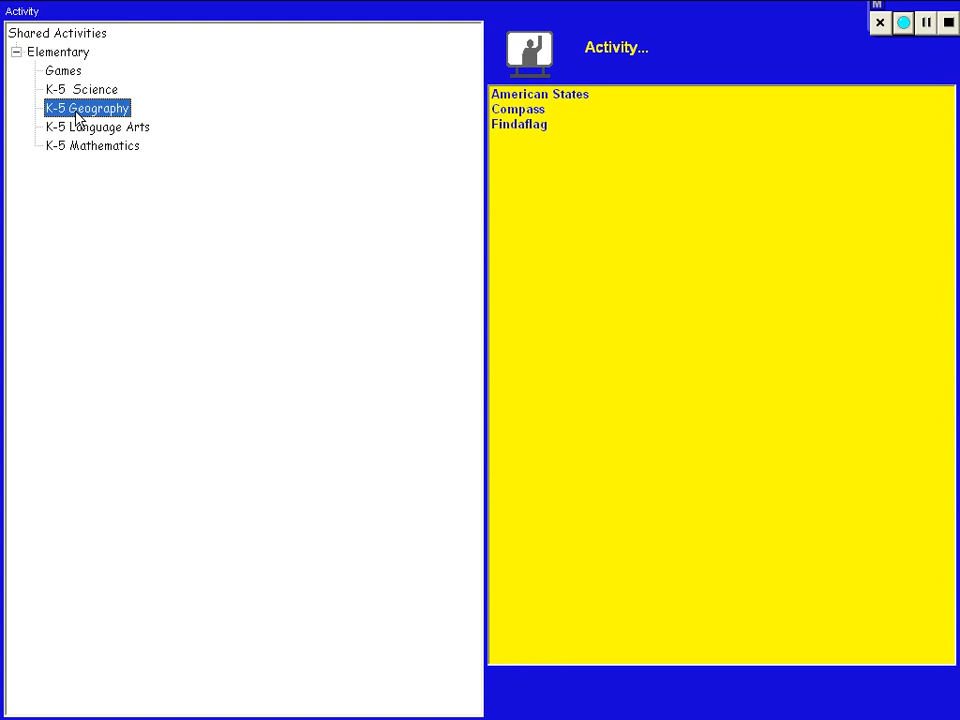 Activity
Shared Activities
Elementary
Games
K-5 Science
K-5 Geography
K-5 Language Arts
K-5 Mathematics
M
Activity...
American States
Compass
Findaflag